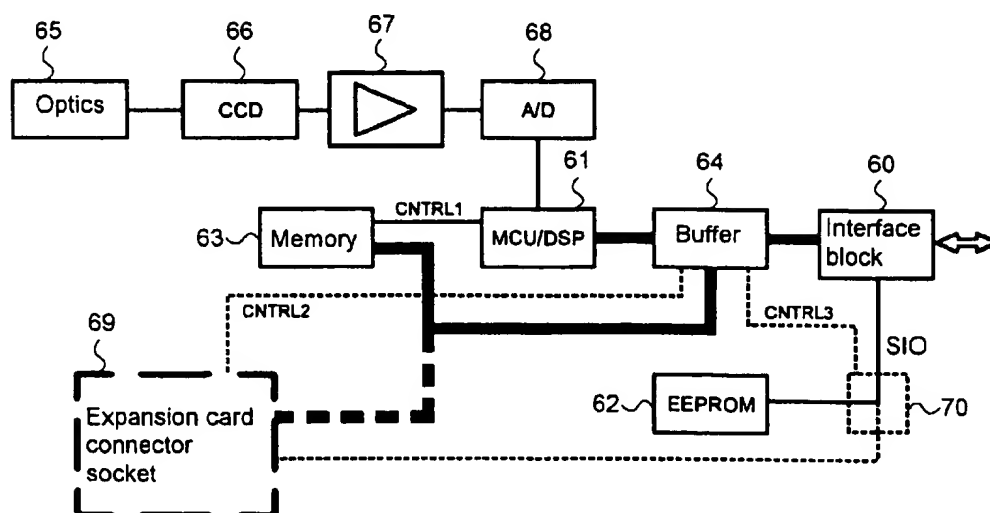 65
66
67
68
Optics
CCD
A/D
61
64
60
CNTRL1
63
Memory
MCU/DSP
Buffer
Interface
block
CNTRL2
CNTRL3
SIO
69
Expansion card
connector
socket
62
EEPROM
70